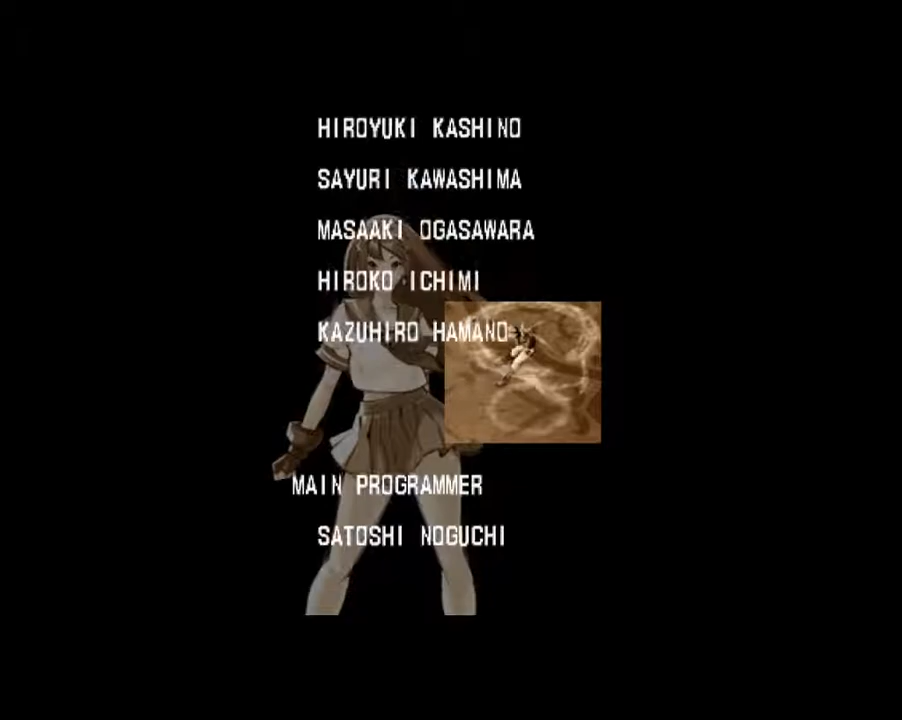 HIROYUKI KASHINO
SAYURI KAWASHIMA
MASAAKI OGASAWARA
HIROKO ICHIMI
KAZUHIRO HAMANO
MAIN PROGRAMMER
SATOSHI NOGUCHI